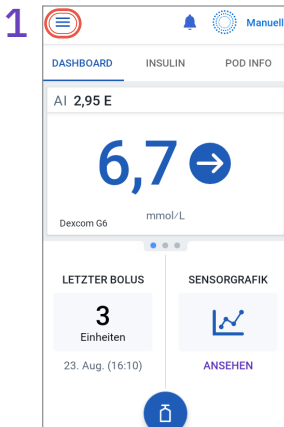 1
Manuell
DASHBOARD INSULIN POD INFO
AI 2,95 E
6,7
mmol/L
Dexcom G6
LETZTER BOLUS
3
Einheiten
23. Aug. (16:10)
SENSORGRAFIK
ANSEHEN